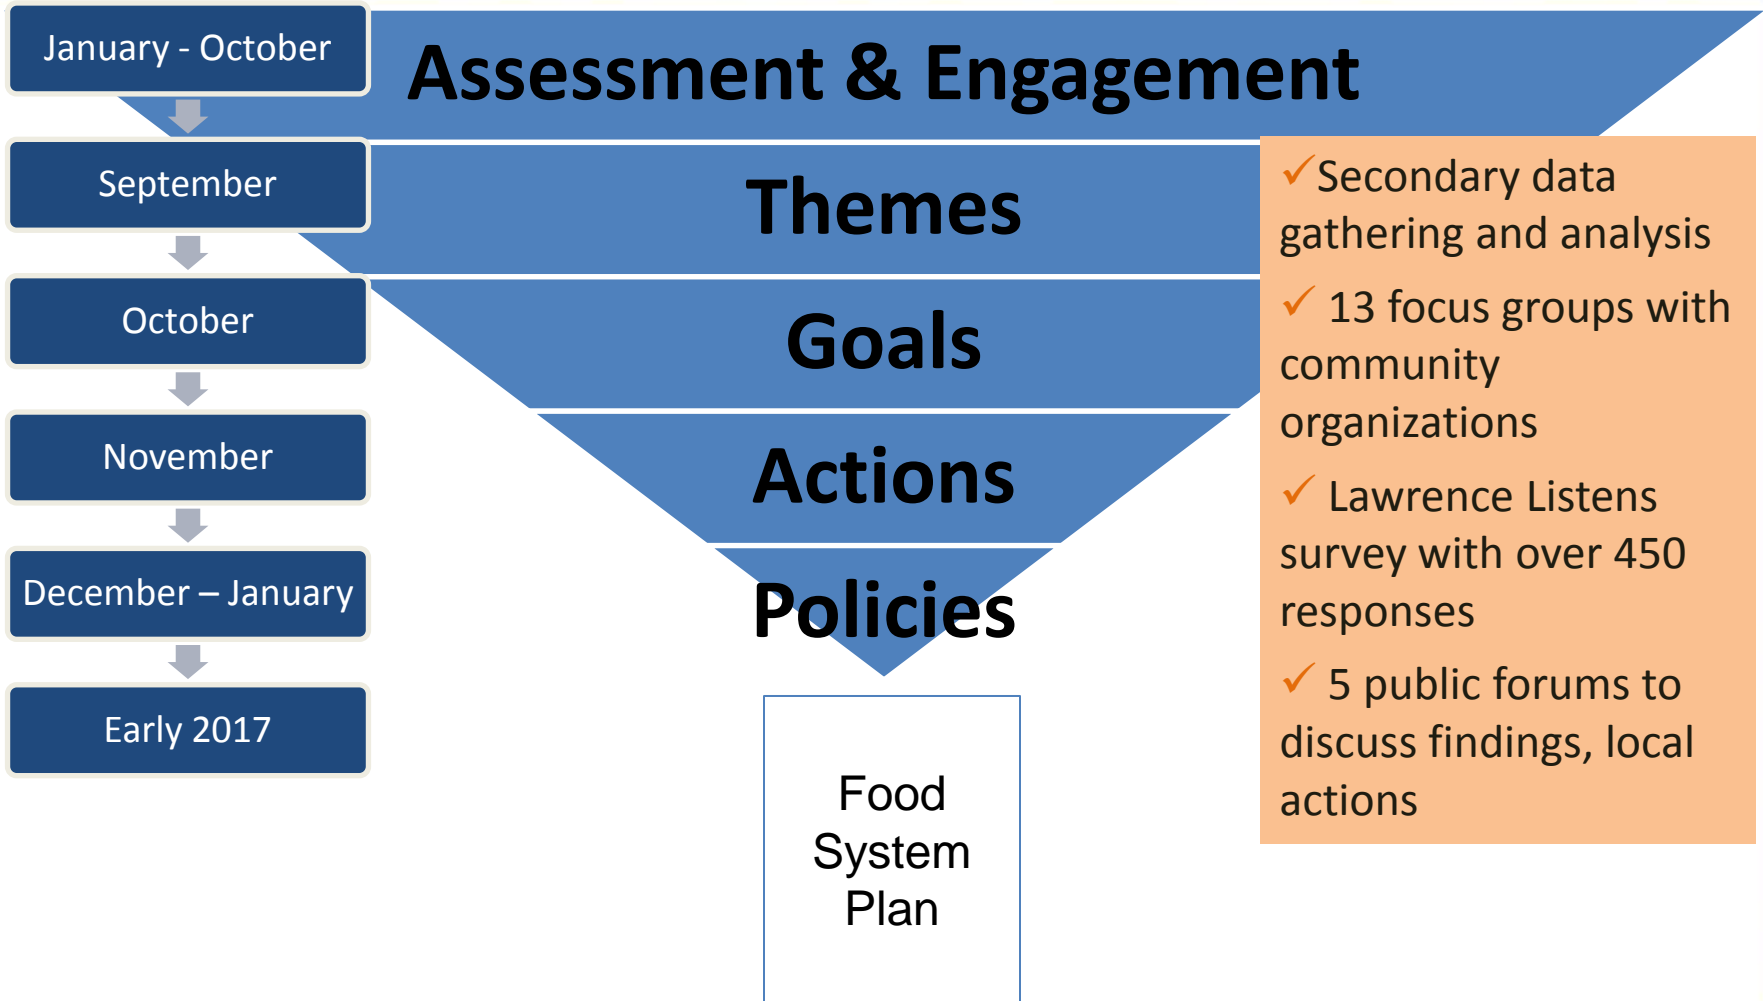 January - October
Assessment & Engagement
September
Themes
October
Goals
November
Actions
December – January
Policies
Early 2017
Food
System
Plan
✓Secondary data
gathering and analysis
✓ 13 focus groups with
community
organizations
✓ Lawrence Listens
survey with over 450
responses
✓ 5 public forums to
discuss findings, local
actions